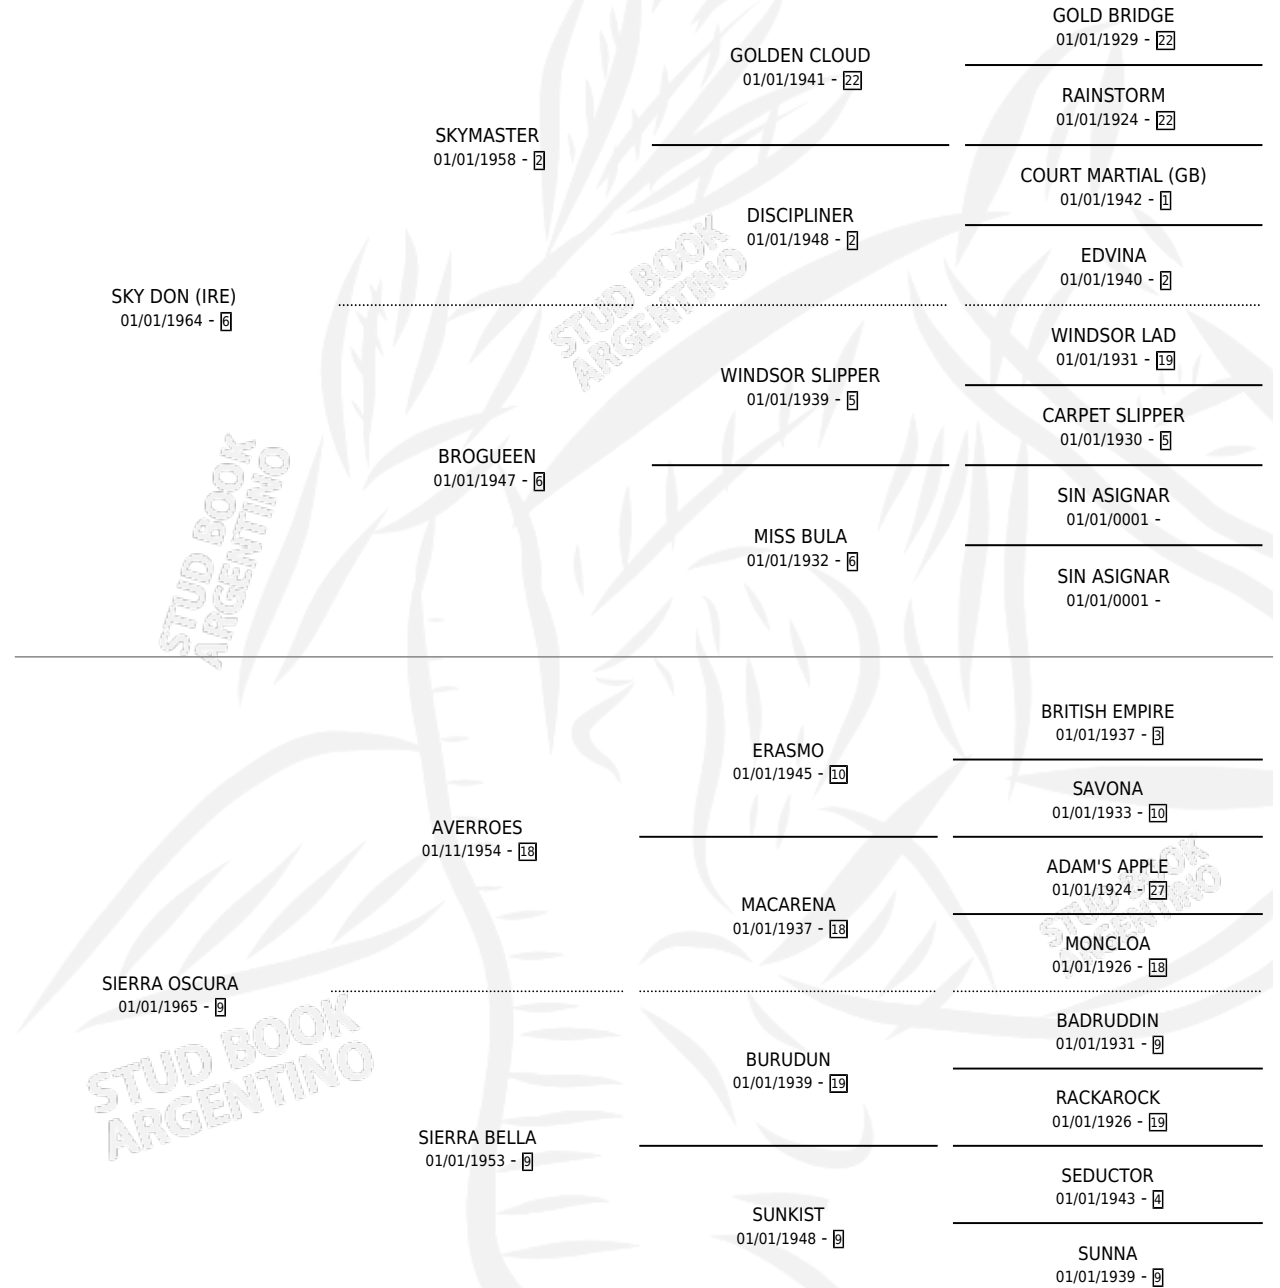 GOLD BRIDGE
01/01/1929 - 22
GOLDEN CLOUD
01/01/1941 - 22
RAINSTORM
01/01/1924 - 22
SKYMASTER
01/01/1958 - 2
COURT MARTIAL (GB)
01/01/1942 - 1
DISCIPLINER
01/01/1948 - 2
EDVINA
01/01/1940 - 2
SKY DON (IRE)
01/01/1964 - 6
WINDSOR LAD
01/01/1931 - 19
WINDSOR SLIPPER
01/01/1939 - 5
CARPET SLIPPER
01/01/1930 - 5
BROGUEEN
01/01/1947 - 6
SIN ASIGNAR
01/01/0001 -
MISS BULA
01/01/1932 - 6
SIN ASIGNAR
01/01/0001 -
BRITISH EMPIRE
01/01/1937 - 3
ERASMO
01/01/1945 - 10
SAVONA
01/01/1933 - 10
AVERROES
01/11/1954 - 18
ADAM'S APPLE
01/01/1924 - 27
MACARENA
01/01/1937 - 18
MONCLOA
01/01/1926 - 18
SIERRA OSCURA
01/01/1965 - 9
BADRUDDIN
01/01/1931 - 9
BURUDUN
01/01/1939 - 19
RACKAROCK
01/01/1926 - 19
SIERRA BELLA
01/01/1953 - 9
SEDUCTOR
01/01/1943 - 4
SUNKIST
01/01/1948 - 9
SUNNA
01/01/1939 - 9
STUD BOOK
ARGENTINO
STUD BOOK
ARGENTINO
STUD BOOK
ARGENTINO
STUD BOOK
ARGENTINO